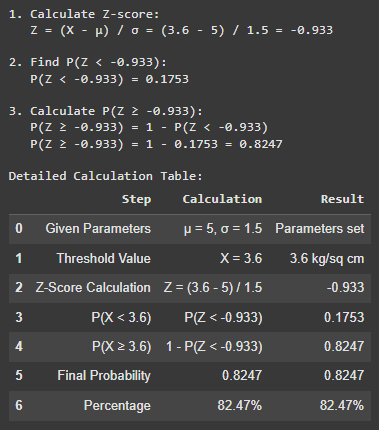 1. Calculate Z-score:
Z = (X - μ) / σ = (3.6 - 5) / 1.5 = -0.933
2. Find P(Z < -0.933):
P(Z < -0.933) = 0.1753
3. Calculate P(Z ≥ -0.933):
P(Z ≥ -0.933) = 1 - P(Z < -0.933)
P(Z ≥ -0.933) = 1 - 0.1753 = 0.8247
Detailed Calculation Table:
Step Calculation Result
0 Given Parameters μ = 5, σ = 1.5 Parameters set
1 Threshold Value X = 3.6 3.6 kg/sq cm
2 Z-Score Calculation Z = (3.6 - 5) / 1.5 -0.933
3 P(X < 3.6) P(Z < -0.933) 0.1753
4 P(X ≥ 3.6) 1 - P(Z < -0.933) 0.8247
5 Final Probability 0.8247 0.8247
6 Percentage 82.47% 82.47%